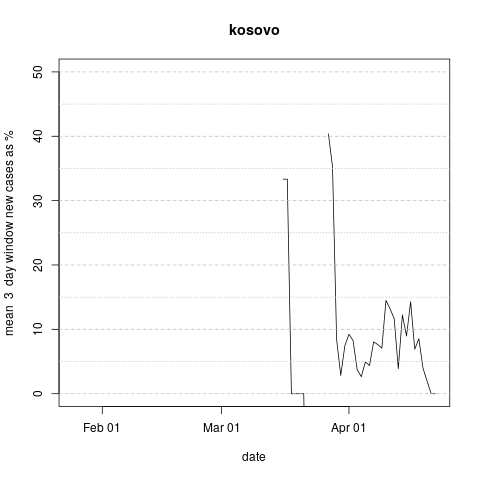 kosovo
mean 3 day window new cases as %
50
40
30
20
10
0
Feb 01
Mar 01
Apr 01
date